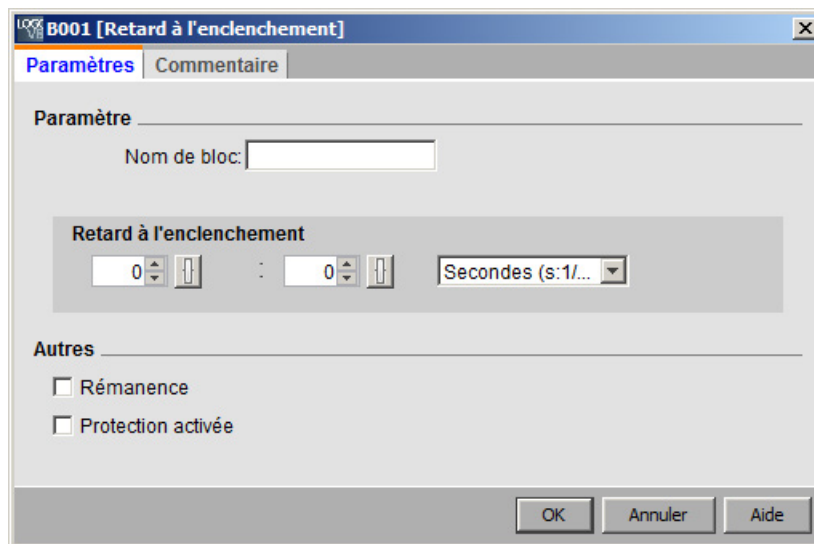 B001 [Retard à l'enclenchement]
Paramètres Commentaire
Paramètre
Nom de bloc:
Retard à l'enclenchement
0 : 0 Secondes (s:1/...
Autres
Rémanence
Protection activée
OK Annuler Aide